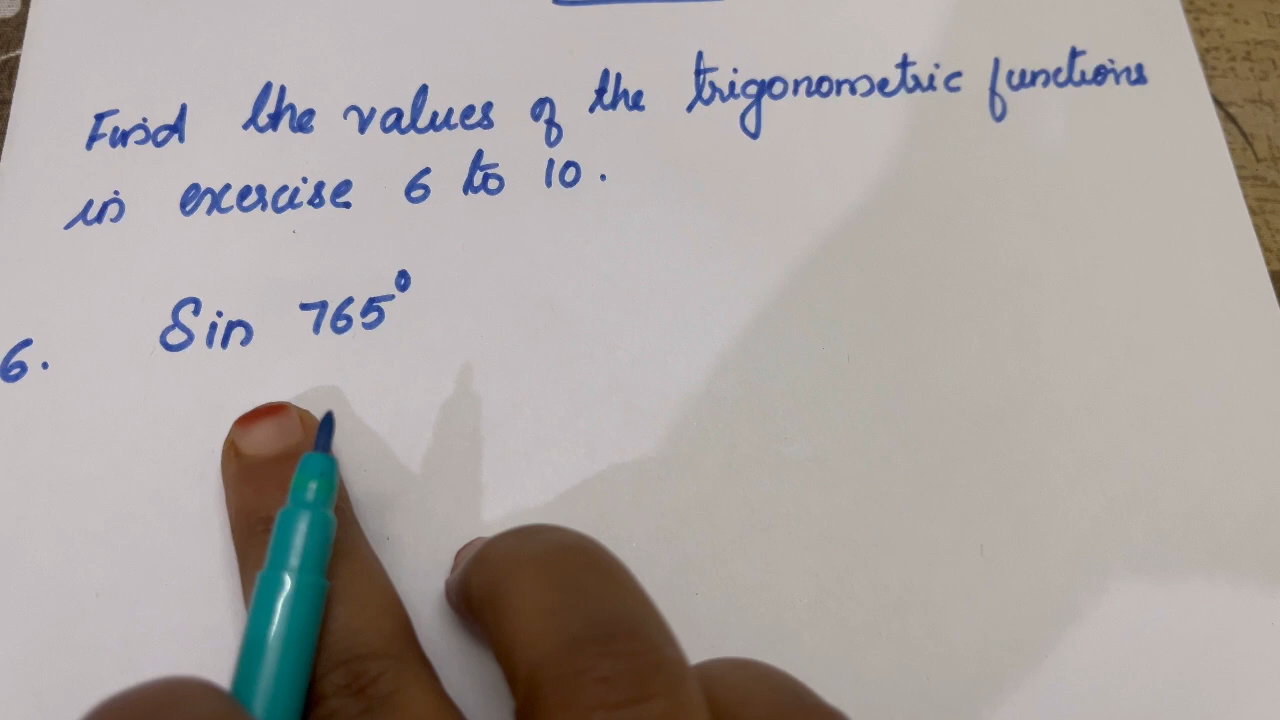 Find the values of the trigonometric functions
in exercise 6 to 10.
6. Sin 765°